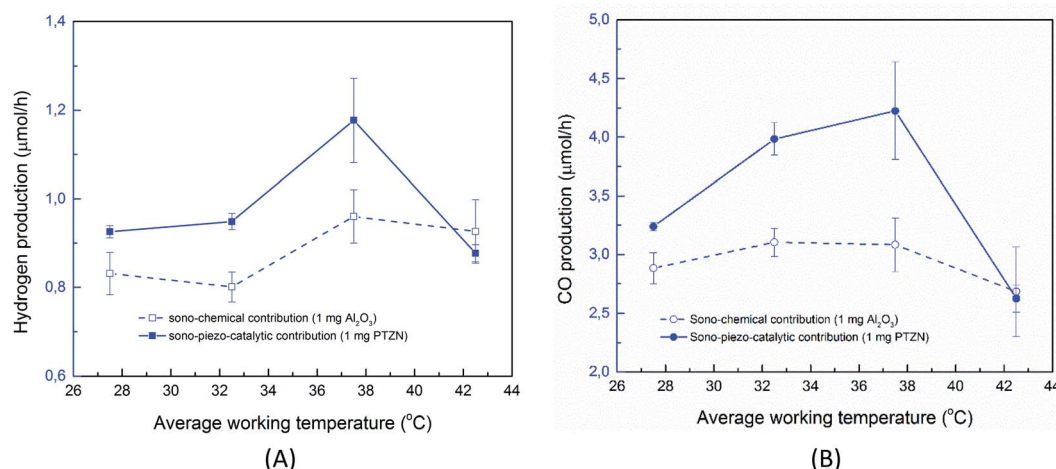 1,4
1,2
1,0
0,8
0,6
Hydrogen production (μmol/h)
sono-chemical contribution (1 mg Al₂O₃)
sono-piezo-catalytic contribution (1 mg PTZN)
26 28 30 32 34 36 38 40 42 44
Average working temperature (°C)
(A)
5,0
4,5
4,0
3,5
3,0
2,5
2,0
CO production (μmol/h)
Sono-chemical contribution (1 mg Al₂O₃)
Sono-piezo-catalytic contribution (1 mg PTZN)
26 28 30 32 34 36 38 40 42 44
Average working temperature (°C)
(B)